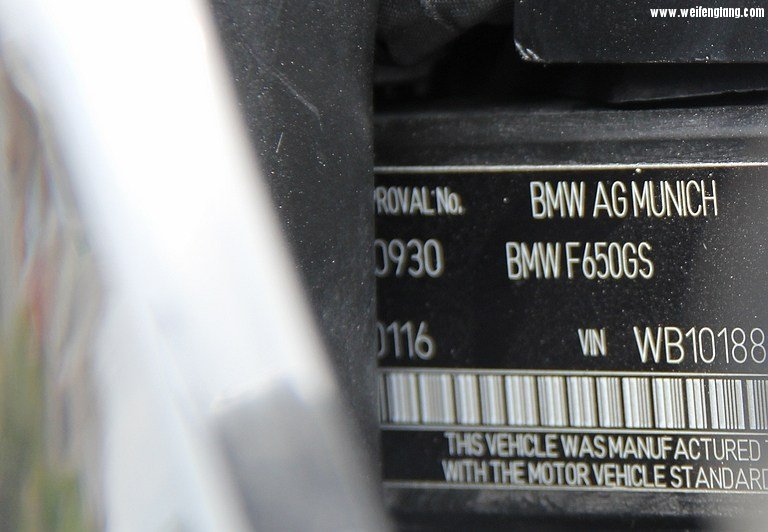 www.weifengtang.com
PROVAL No. BMW AG MUNICH
0930 BMW F650GS
0116 VIN WB10188
THIS VEHICLE WAS MANUFACTURED
WITH THE MOTOR VEHICLE STANDARD